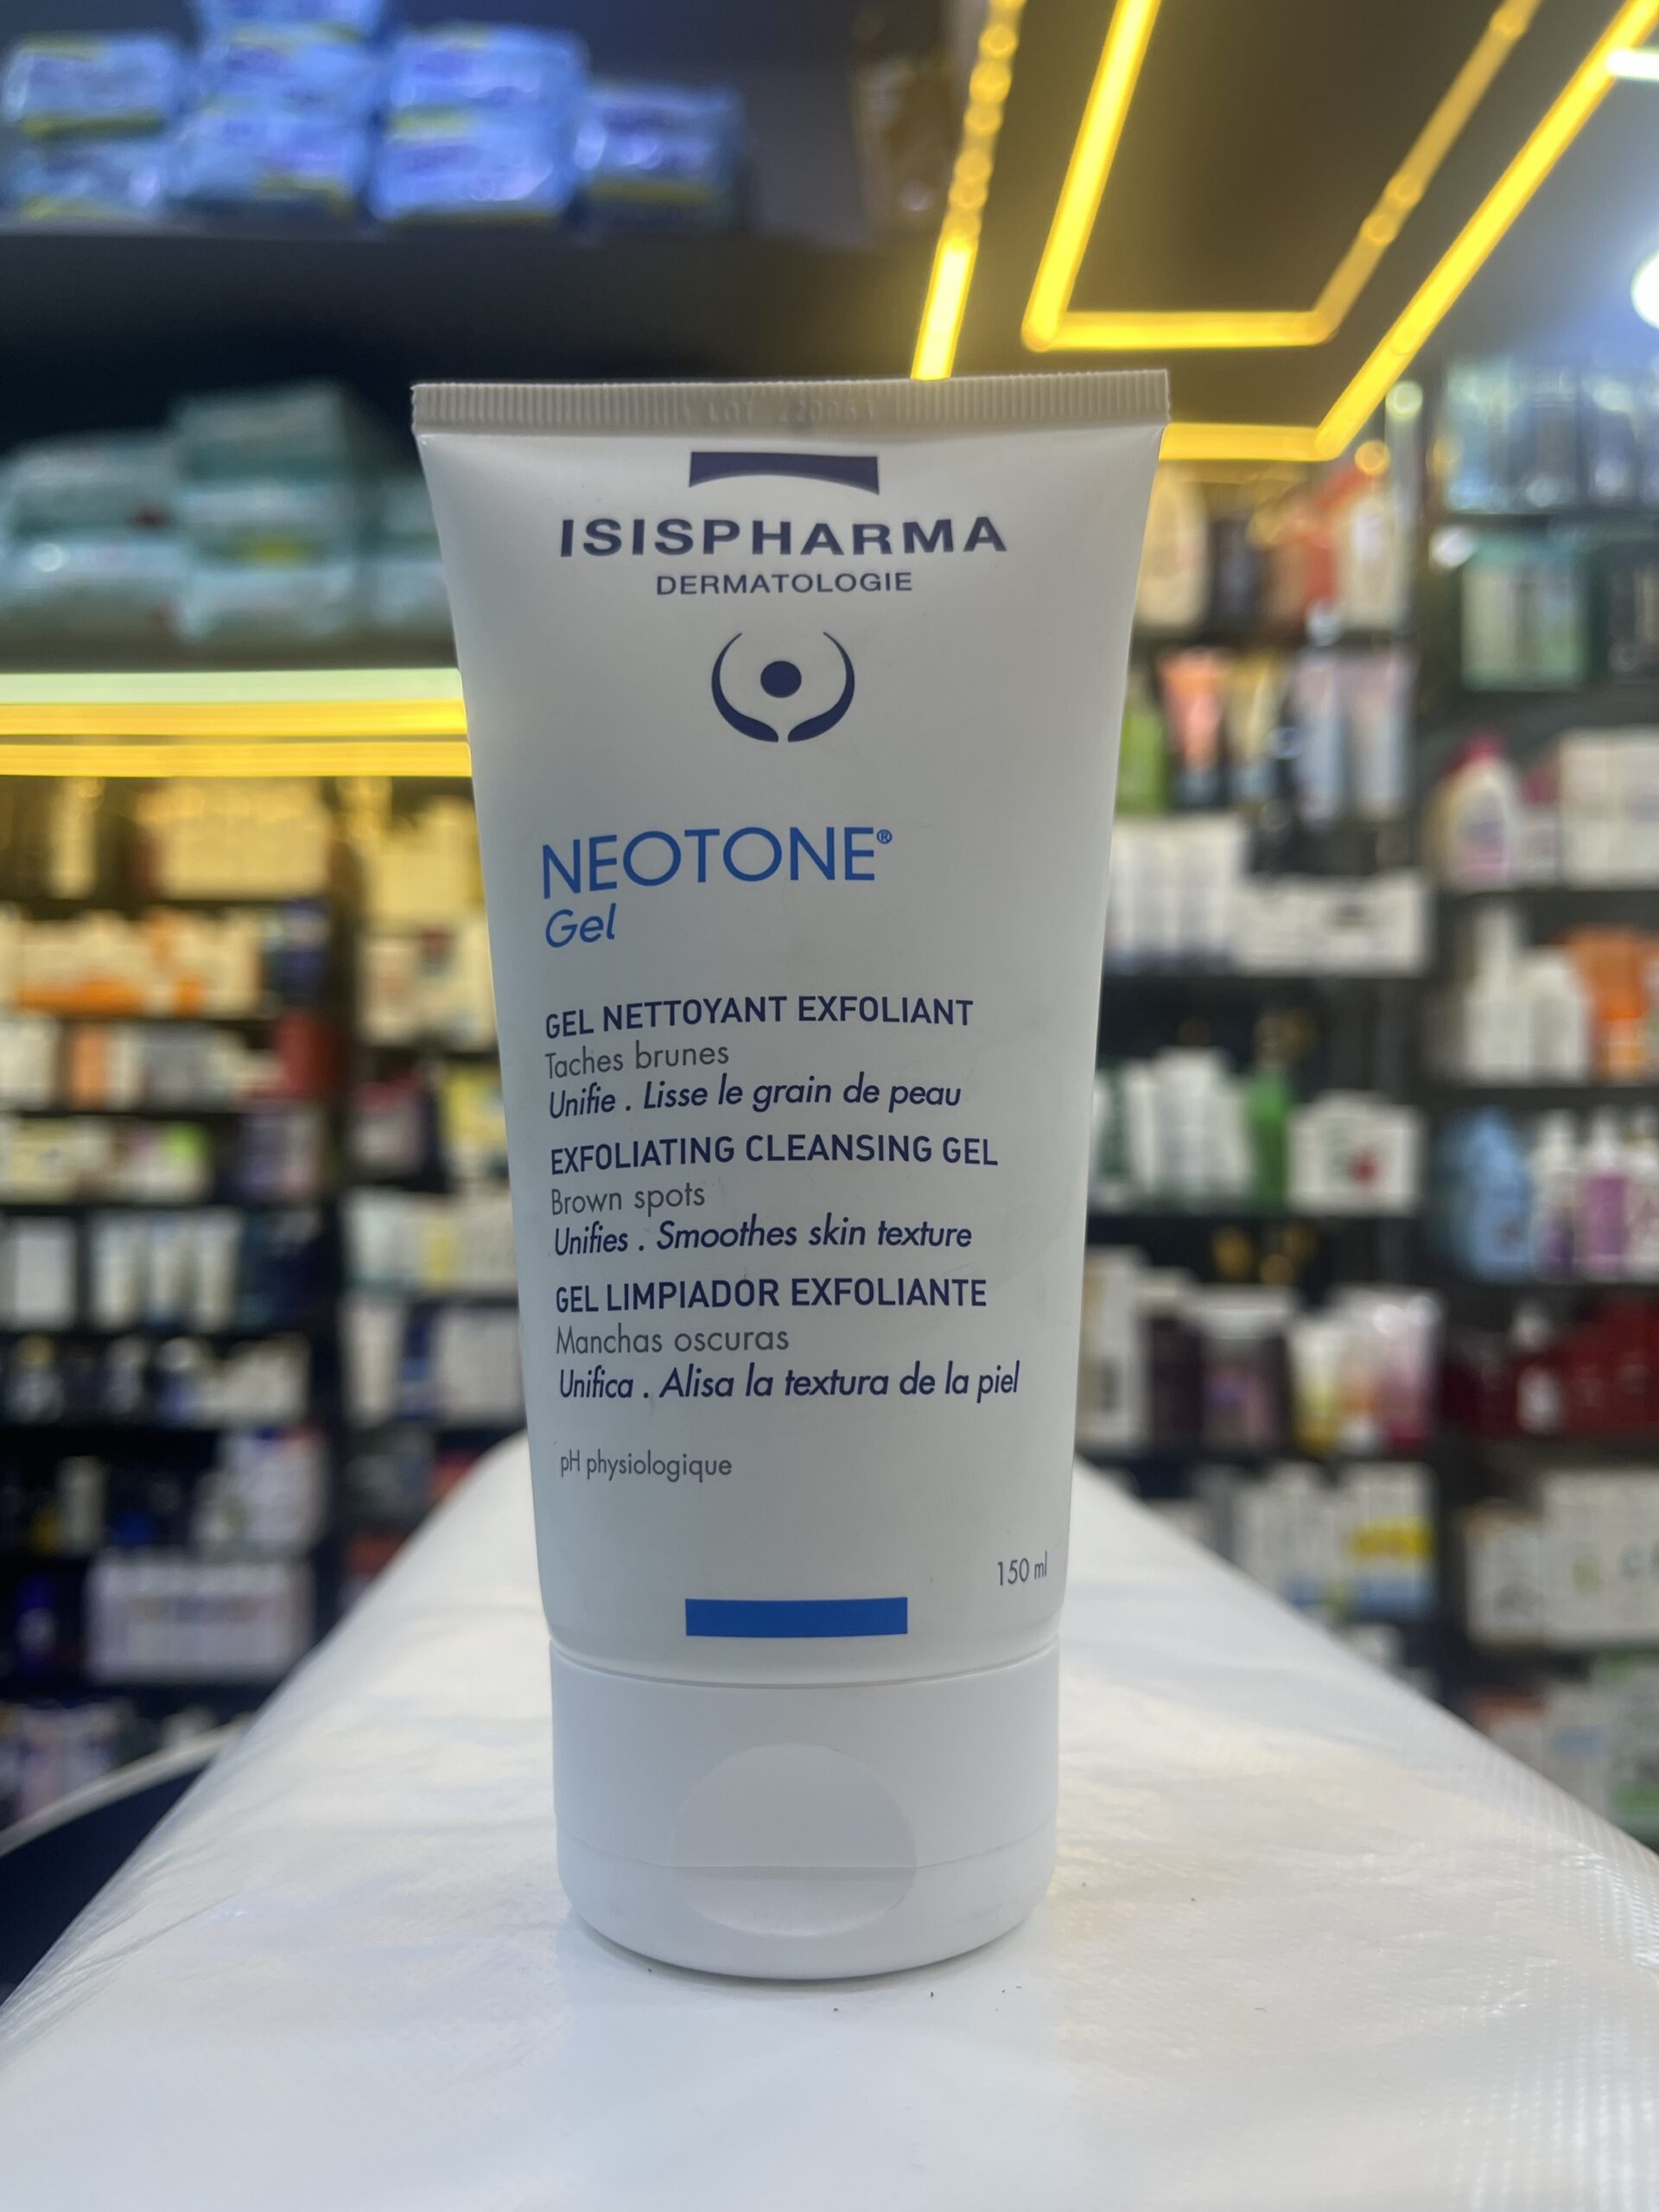 ISISPHARMA
DERMATOLOGIE
NEOTONE®
Gel
GEL NETTOYANT EXFOLIANT
Taches brunes
Unifie . Lisse le grain de peau
EXFOLIATING CLEANSING GEL
Brown spots
Unifies . Smoothes skin texture
GEL LIMPIADOR EXFOLIANTE
Manchas oscuras
Unifica . Alisa la textura de la piel
pH physiologique
150 ml